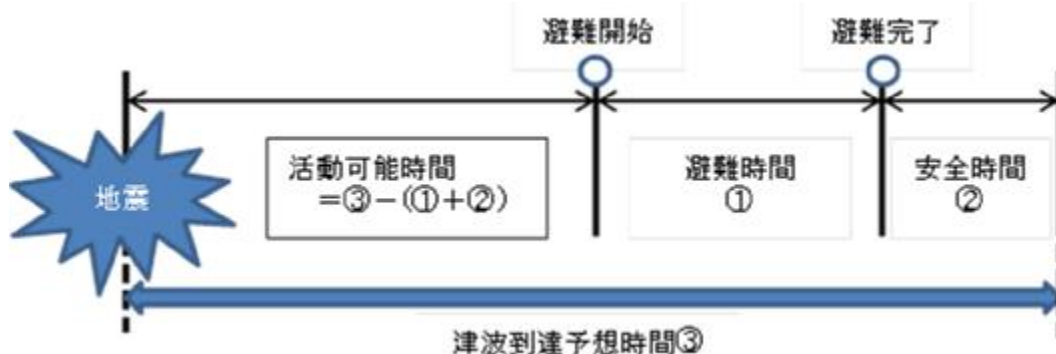 避難開始
避難完了
地震
活動可能時間
＝③－(①＋②)
避難時間
①
安全時間
②
津波到達予想時間③